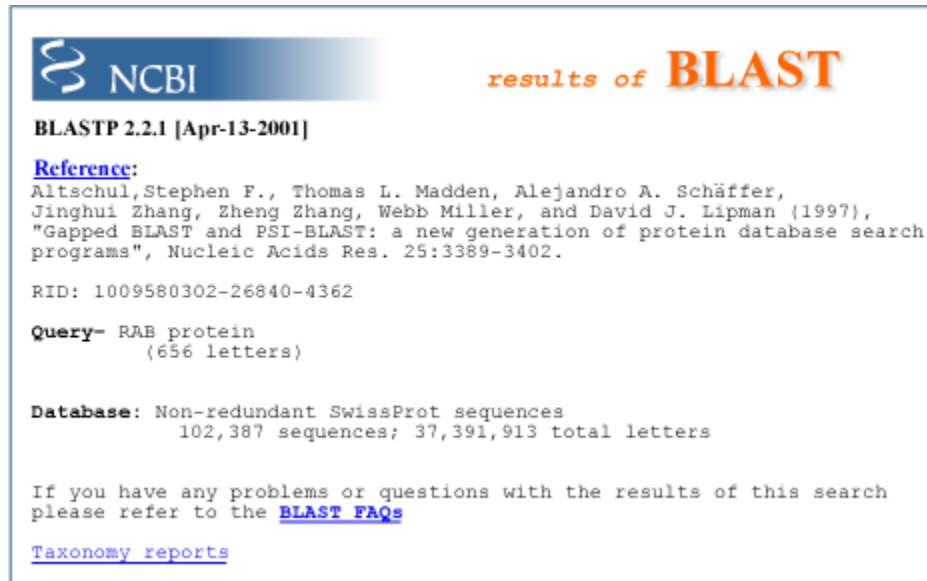 NCBI
results of BLAST
BLASTP 2.2.1 [Apr-13-2001]
Reference:
Altschul,Stephen F., Thomas L. Madden, Alejandro A. Schäffer,
Jinghui Zhang, Zheng Zhang, Webb Miller, and David J. Lipman (1997),
"Gapped BLAST and PSI-BLAST: a new generation of protein database search
programs", Nucleic Acids Res. 25:3389-3402.
RID: 1009580302-26840-4362
Query- RAB protein
(656 letters)
Database: Non-redundant SwissProt sequences
102,387 sequences; 37,391,913 total letters
If you have any problems or questions with the results of this search
please refer to the BLAST FAQs
Taxonomy reports